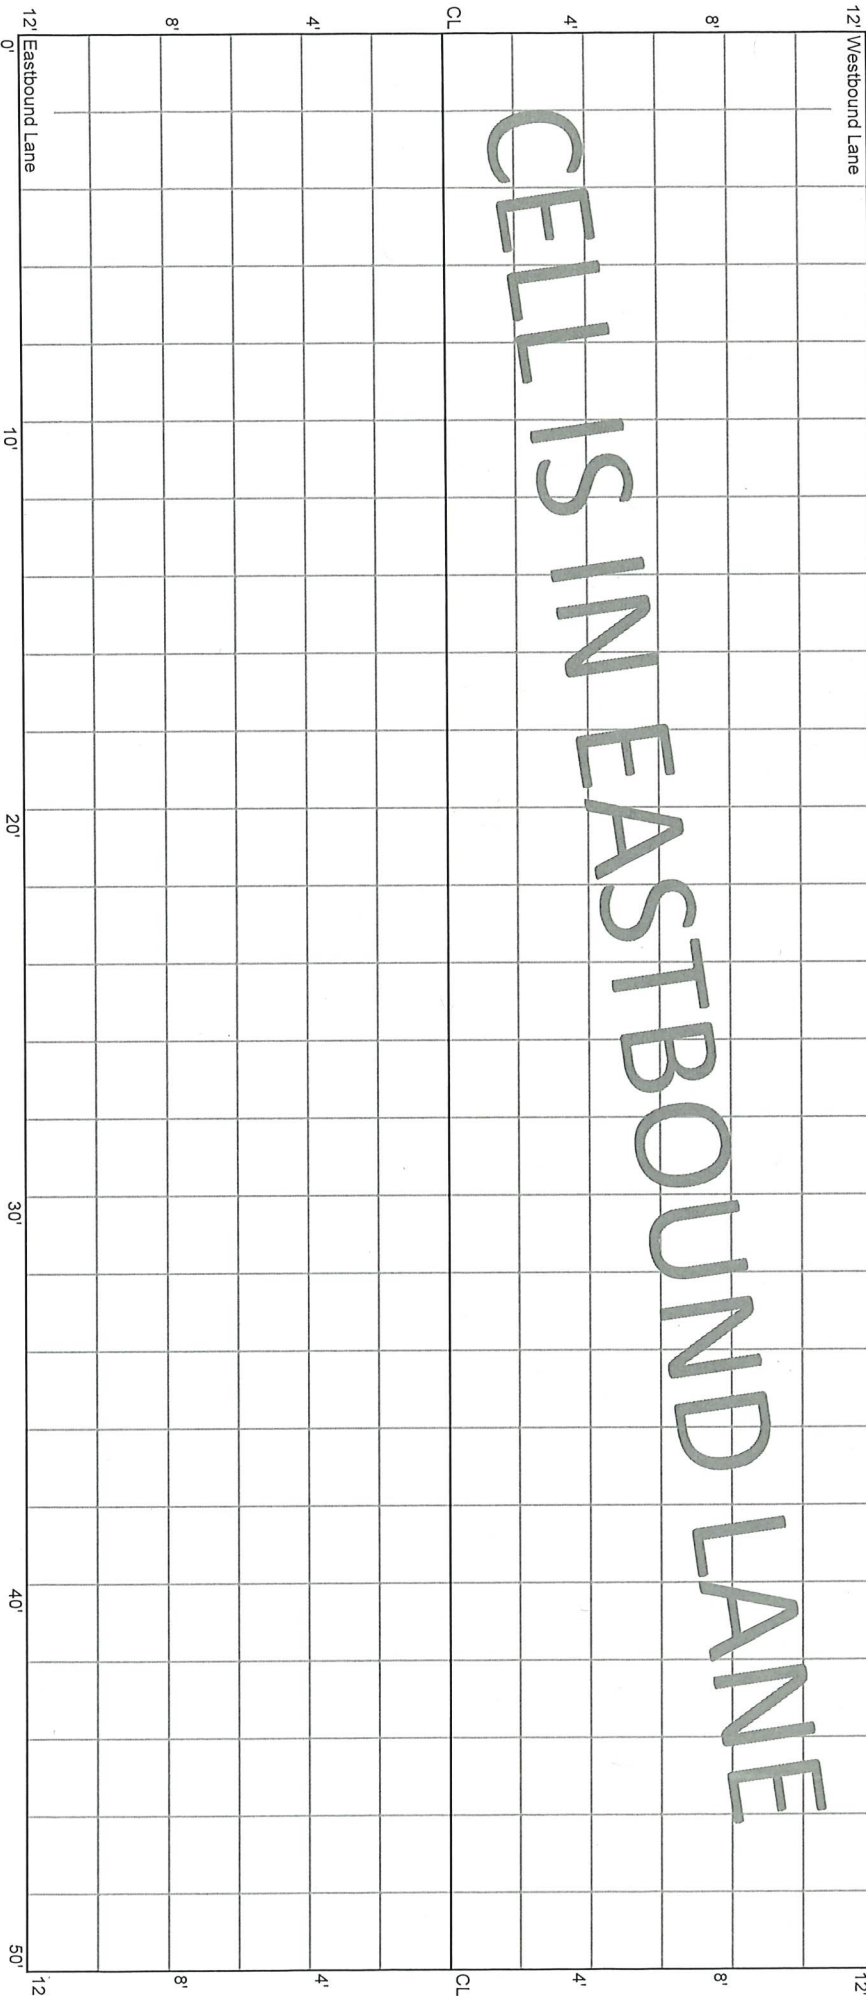 12' Westbound Lane 12'
8' 8'
4' 4'
CELL IS IN EASTBOUND LANE
CL CL
4' 4'
8' 8'
12' Eastbound Lane 12
0' 10' 20' 30' 40' 50'